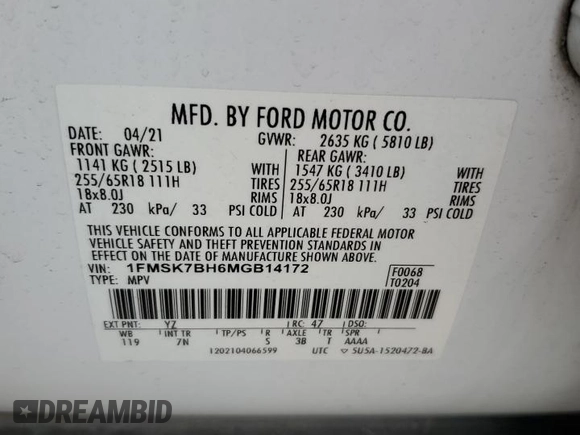 MFD. BY FORD MOTOR CO.
DATE: 04/21 GVWR: 2635 KG ( 5810 LB)
FRONT GAWR: REAR GAWR:
1141 KG ( 2515 LB) WITH 1547 KG ( 3410 LB) WITH
255/65R18 111H TIRES 255/65R18 111H TIRES
18x8.0J RIMS 18x8.0J RIMS
AT 230 kPa/ 33 PSI COLD AT 230 kPa/ 33 PSI COLD
THIS VEHICLE CONFORMS TO ALL APPLICABLE FEDERAL MOTOR
VEHICLE SAFETY AND THEFT PREVENTION STANDARDS IN
EFFECT ON THE DATE OF MANUFACTURE SHOWN ABOVE.
VIN: 1FMSK7BH6MGB14172 F0068
TYPE: MPV T0204
EXT PNT: YZ RC: 47 DSO:
WB INT TR TP/PS R AXLE TR SPR
119 7N S 3B T AAAA
1202104066599 UTC ▽ 5U5A-1520472-BA
DREAMBID